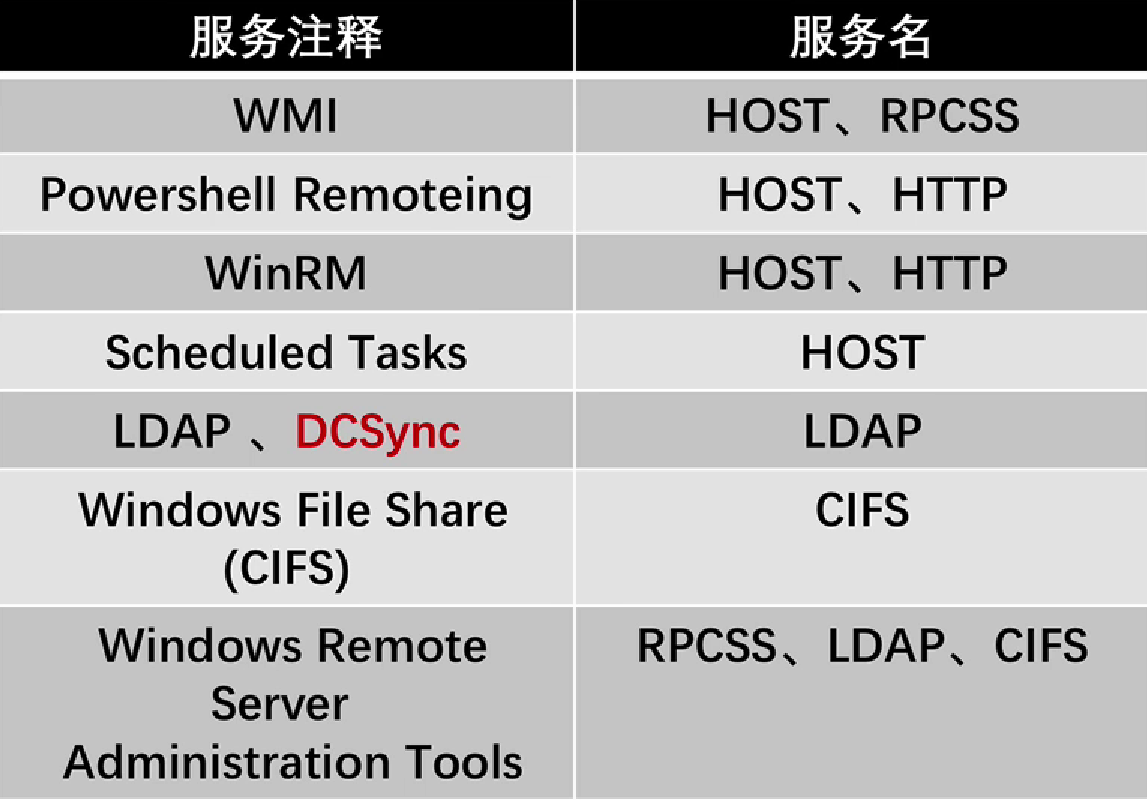 服务注释 服务名
WMI HOST、RPCSS
Powershell Remoteing HOST、HTTP
WinRM HOST、HTTP
Scheduled Tasks HOST
LDAP 、DCSync LDAP
Windows File Share CIFS
(CIFS)
Windows Remote RPCSS、LDAP、CIFS
Server
Administration Tools